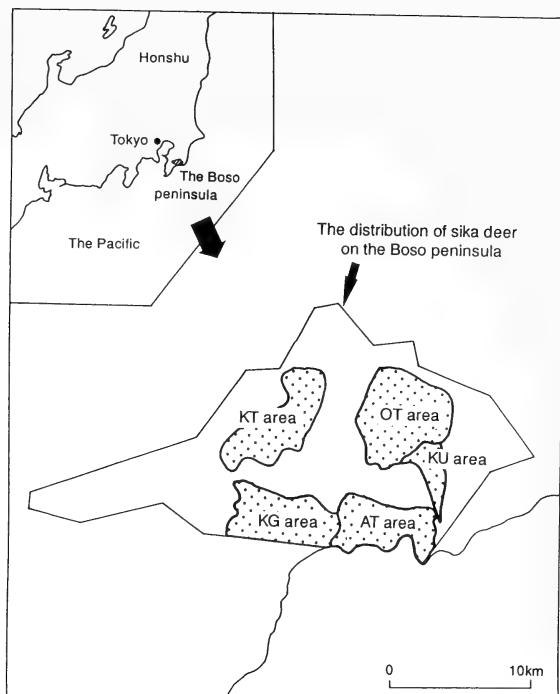 Honshu
Tokyo
The Boso
peninsula
The Pacific
The distribution of sika deer
on the Boso peninsula
KT area
OT area
KU area
KG area
AT area
0 10km